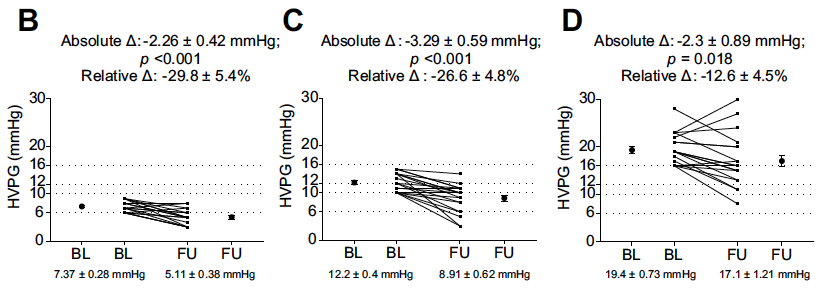 B
Absolute Δ: -2.26 ± 0.42 mmHg;
p <0.001
Relative Δ: -29.8 ± 5.4%
HVPG (mmHg)
30
20
16
12
10
6
0
BL BL FU FU
7.37 ± 0.28 mmHg 5.11 ± 0.38 mmHg
C
Absolute Δ: -3.29 ± 0.59 mmHg;
p <0.001
Relative Δ: -26.6 ± 4.8%
HVPG (mmHg)
30
20
16
12
10
6
0
BL BL FU FU
12.2 ± 0.4 mmHg 8.91 ± 0.62 mmHg
D
Absolute Δ: -2.3 ± 0.89 mmHg;
p = 0.018
Relative Δ: -12.6 ± 4.5%
HVPG (mmHg)
30
20
16
12
10
6
0
BL BL FU FU
19.4 ± 0.73 mmHg 17.1 ± 1.21 mmHg